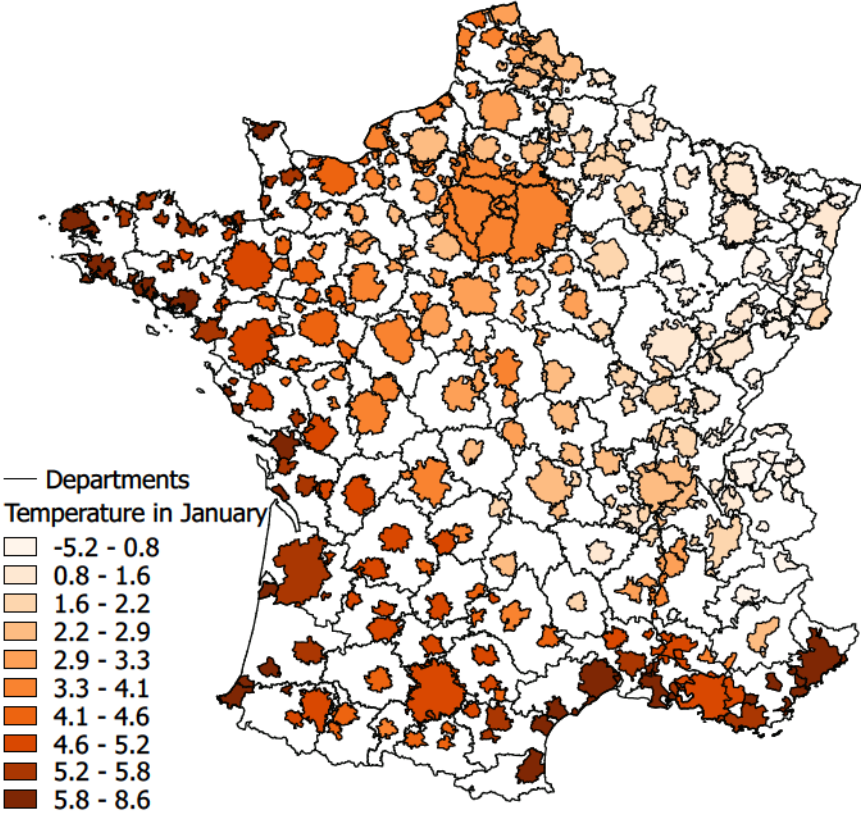 Departments
Temperature in January
-5.2 - 0.8
0.8 - 1.6
1.6 - 2.2
2.2 - 2.9
2.9 - 3.3
3.3 - 4.1
4.1 - 4.6
4.6 - 5.2
5.2 - 5.8
5.8 - 8.6